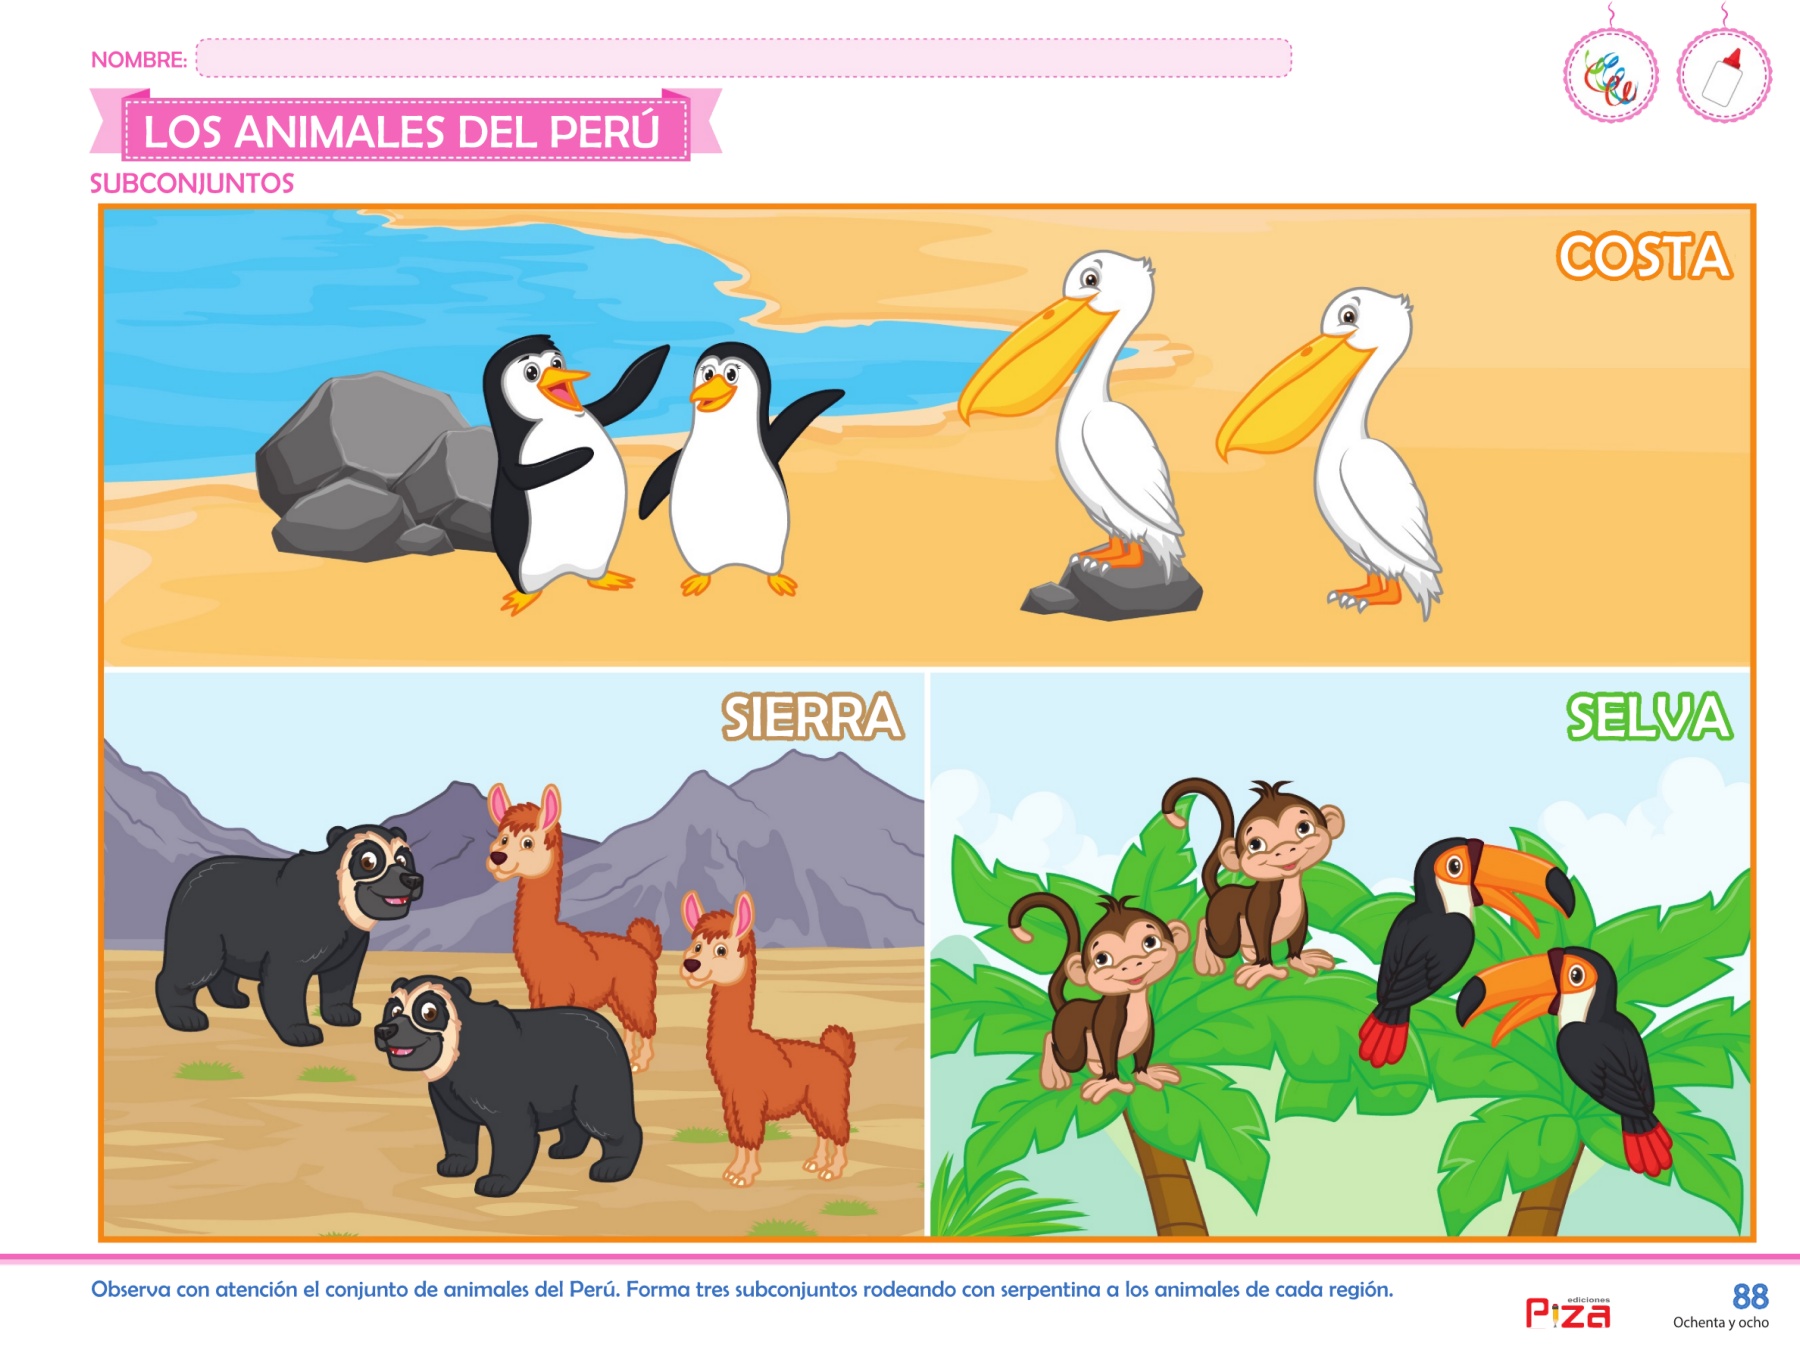 NOMBRE:
LOS ANIMALES DEL PERÚ
SUBCONJUNTOS
COSTA
SIERRA
SELVA
Observa con atención el conjunto de animales del Perú. Forma tres subconjuntos rodeando con serpentina a los animales de cada región.
ediciones
Piza
88
Ochenta y ocho